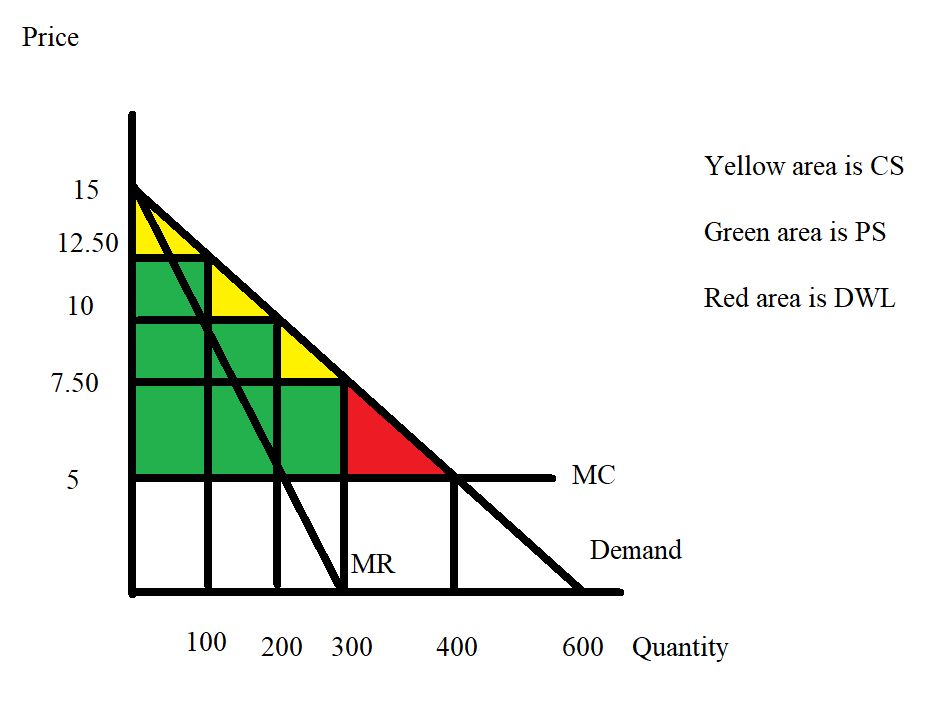 Price
Yellow area is CS
15
Green area is PS
12.50
10
Red area is DWL
7.50
5
MC
Demand
MR
100 200 300 400 600 Quantity